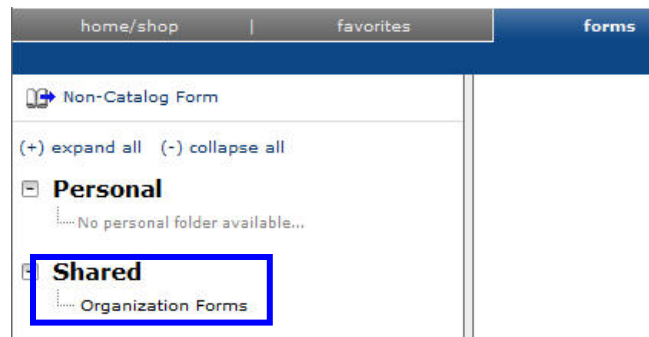 home/shop | favorites forms
Non-Catalog Form
(+) expand all (-) collapse all
Personal
No personal folder available...
Shared
Organization Forms